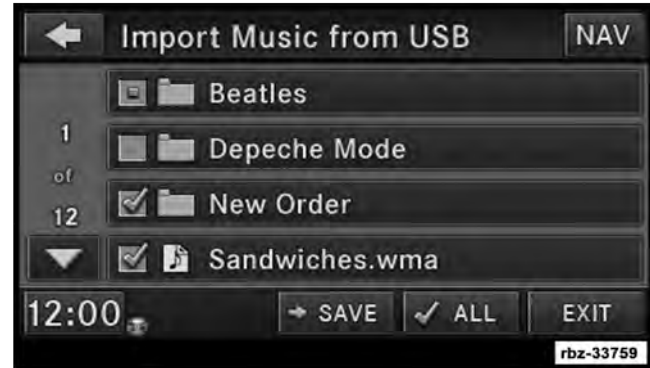 Import Music from USB NAV
Beatles
1
Depeche Mode
of
12
New Order
Sandwiches.wma
12:00 SAVE ALL EXIT
rbz-33759